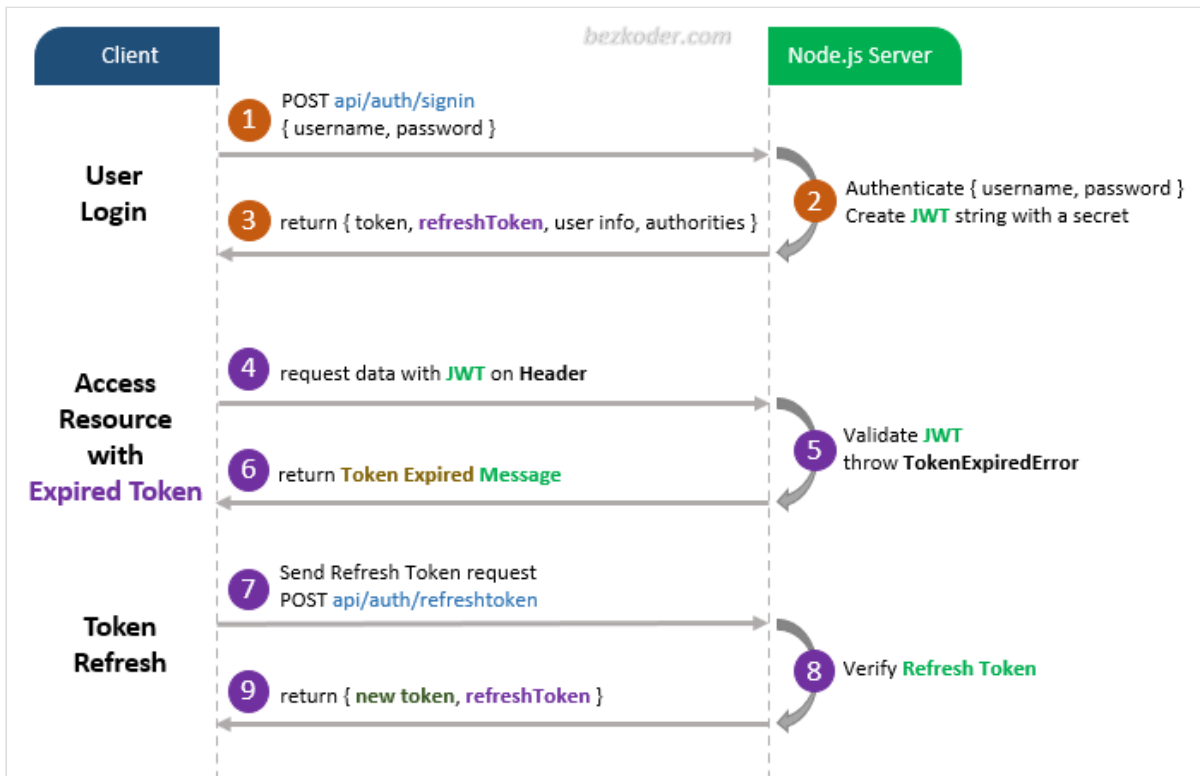 Client
bezkoder.com
Node.js Server
User
Login
1
POST api/auth/signin
{ username, password }
2
Authenticate { username, password }
Create JWT string with a secret
3
return { token, refreshToken, user info, authorities }
Access
Resource
with
Expired Token
4
request data with JWT on Header
5
Validate JWT
throw TokenExpiredError
6
return Token Expired Message
Token
Refresh
7
Send Refresh Token request
POST api/auth/refreshtoken
8
Verify Refresh Token
9
return { new token, refreshToken }